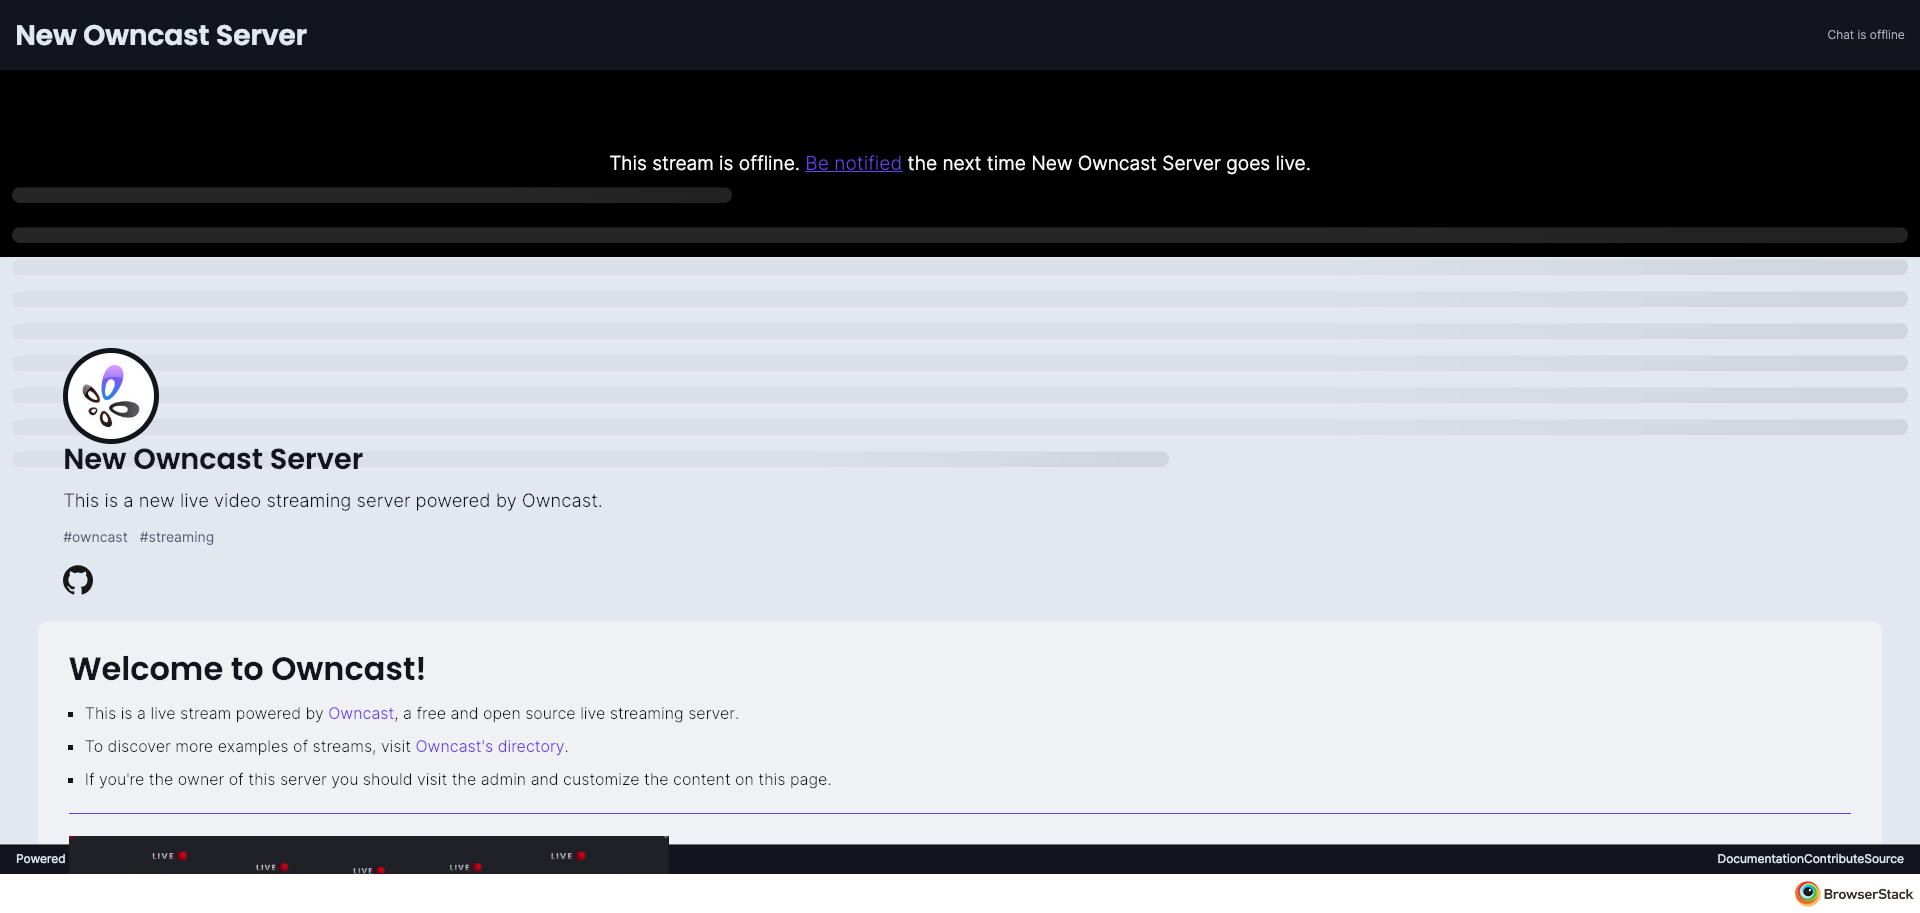 New Owncast Server
Chat is offline
This stream is offline. Be notified the next time New Owncast Server goes live.
New Owncast Server
This is a new live video streaming server powered by Owncast.
#owncast #streaming
Welcome to Owncast!
This is a live stream powered by Owncast, a free and open source live streaming server.
To discover more examples of streams, visit Owncast's directory.
If you're the owner of this server you should visit the admin and customize the content on this page.
LIVE LIVE
LIVE LIVE LIVE
Powered
DocumentationContributeSource
BrowserStack